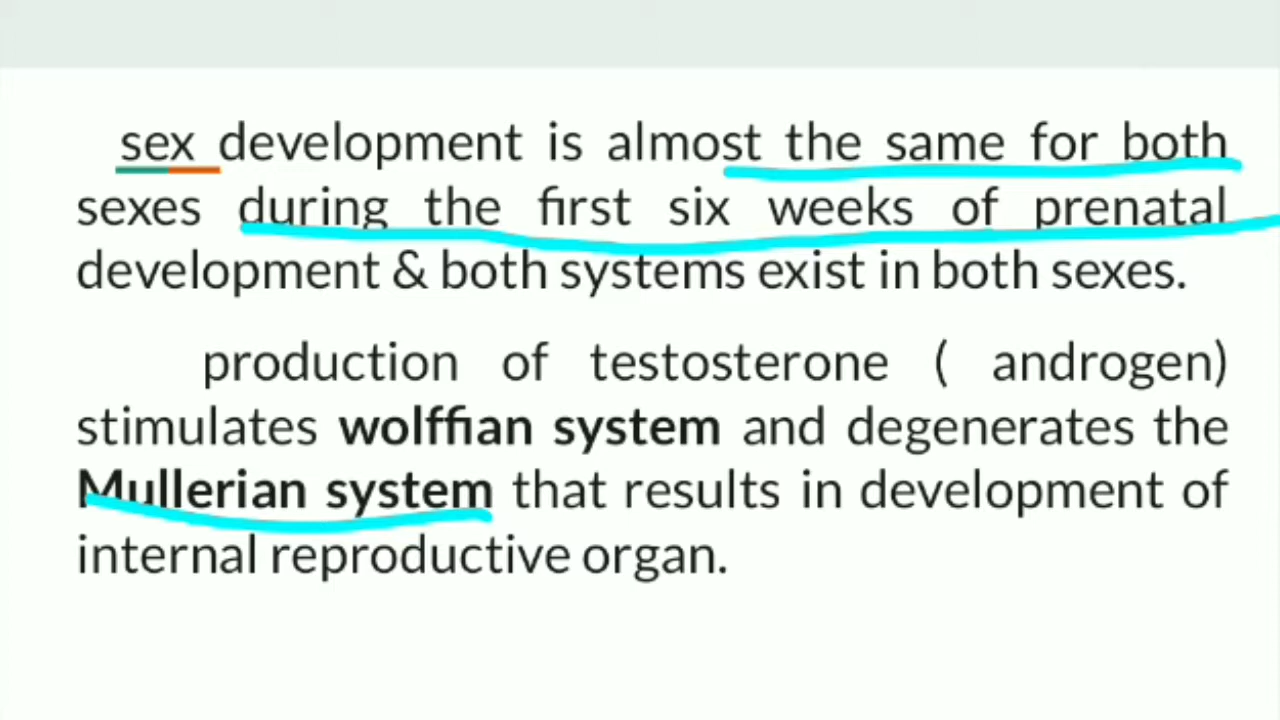 sex development is almost the same for both
sexes during the first six weeks of prenatal
development & both systems exist in both sexes.
production of testosterone ( androgen)
stimulates wolffian system and degenerates the
Mullerian system that results in development of
internal reproductive organ.